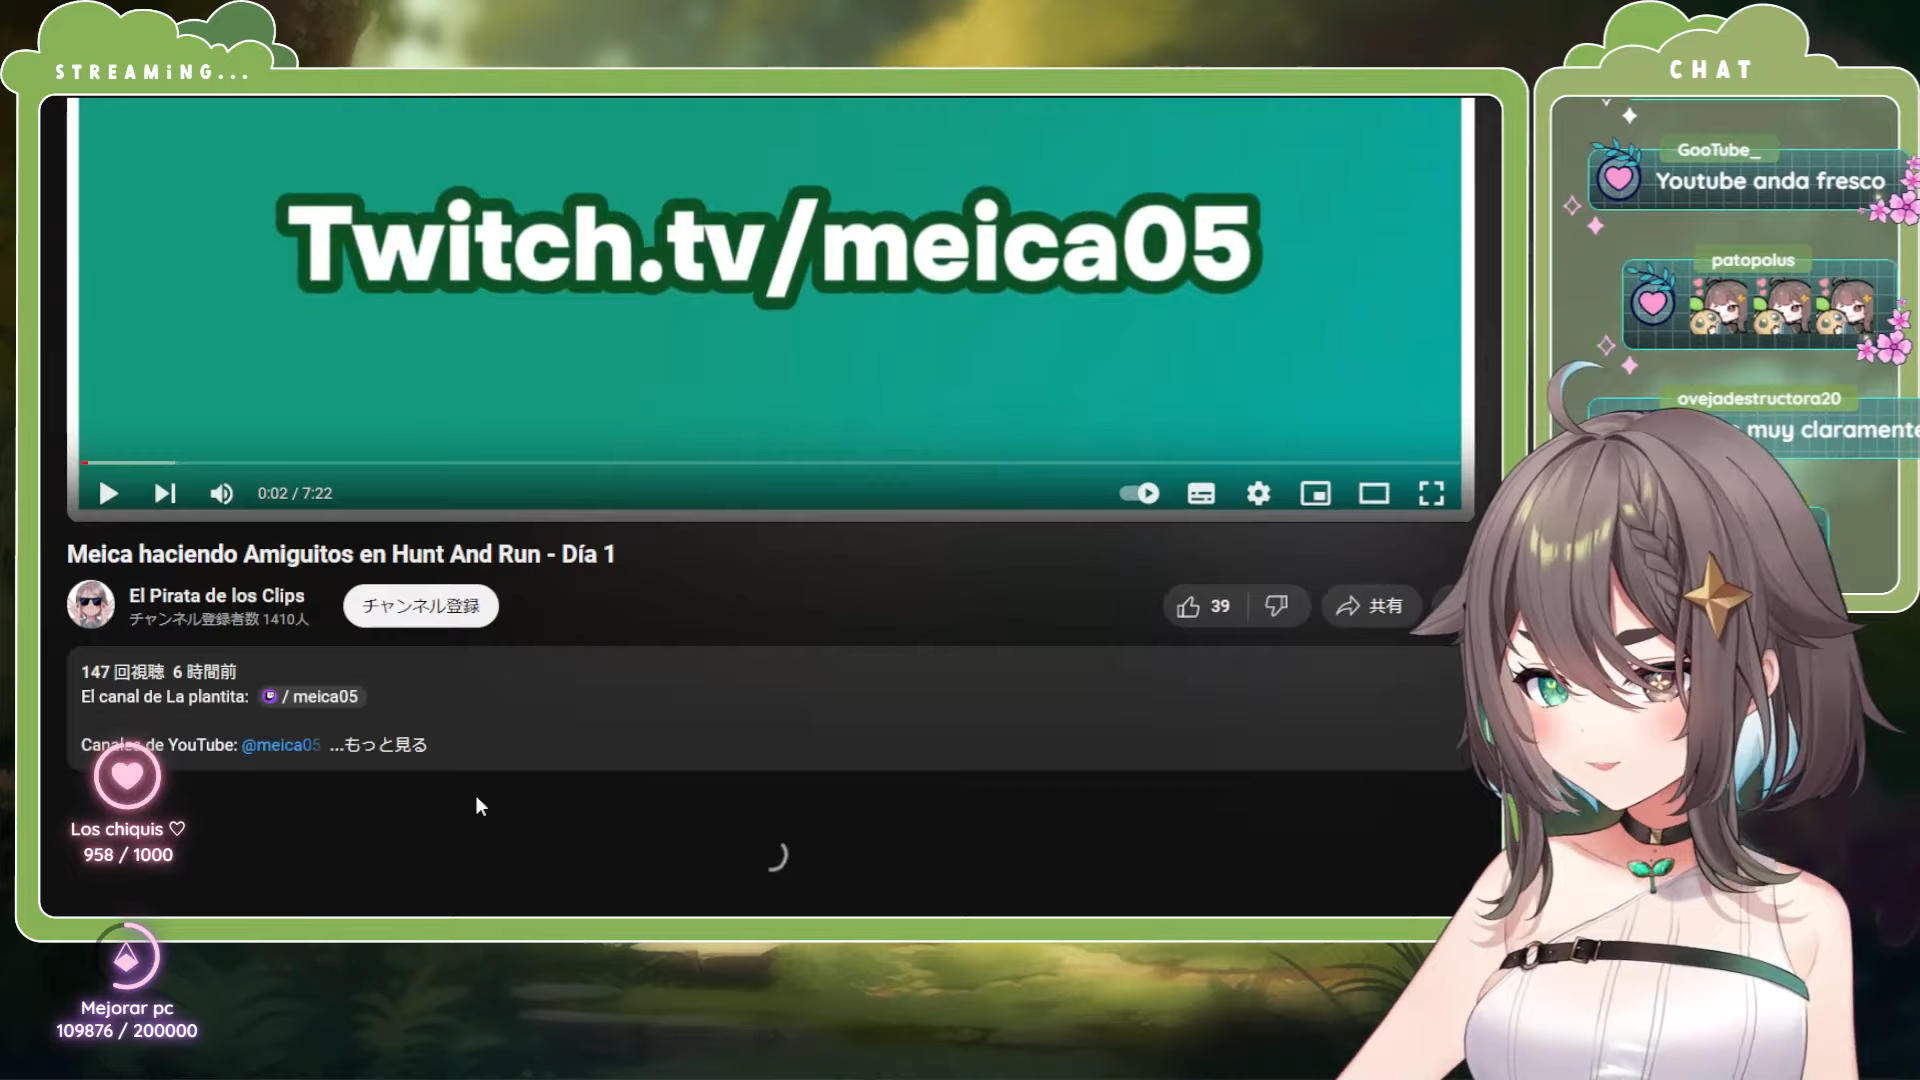 STREAMiNG...
CHAT
Twitch.tv/meica05
0:02 / 7:22
Meica haciendo Amiguitos en Hunt And Run - Día 1
El Pirata de los Clips
チャンネル登録者数 1410人
チャンネル登録
39
共有
147 回視聴 6 時間前
El canal de La plantita: / meica05
Canales de YouTube: @meica05 ...もっと見る
Los chiquis ♡
958 / 1000
Mejorar pc
109876 / 200000
GooTube_
Youtube anda fresco
patopolus
ovejadestructora20
muy claramente